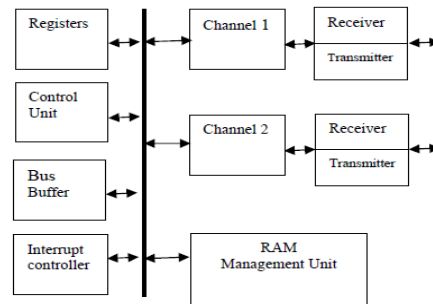 Registers
Channel 1
Receiver
Transmitter
Control
Unit
Channel 2
Receiver
Transmitter
Bus
Buffer
Interrupt
controller
RAM
Management Unit